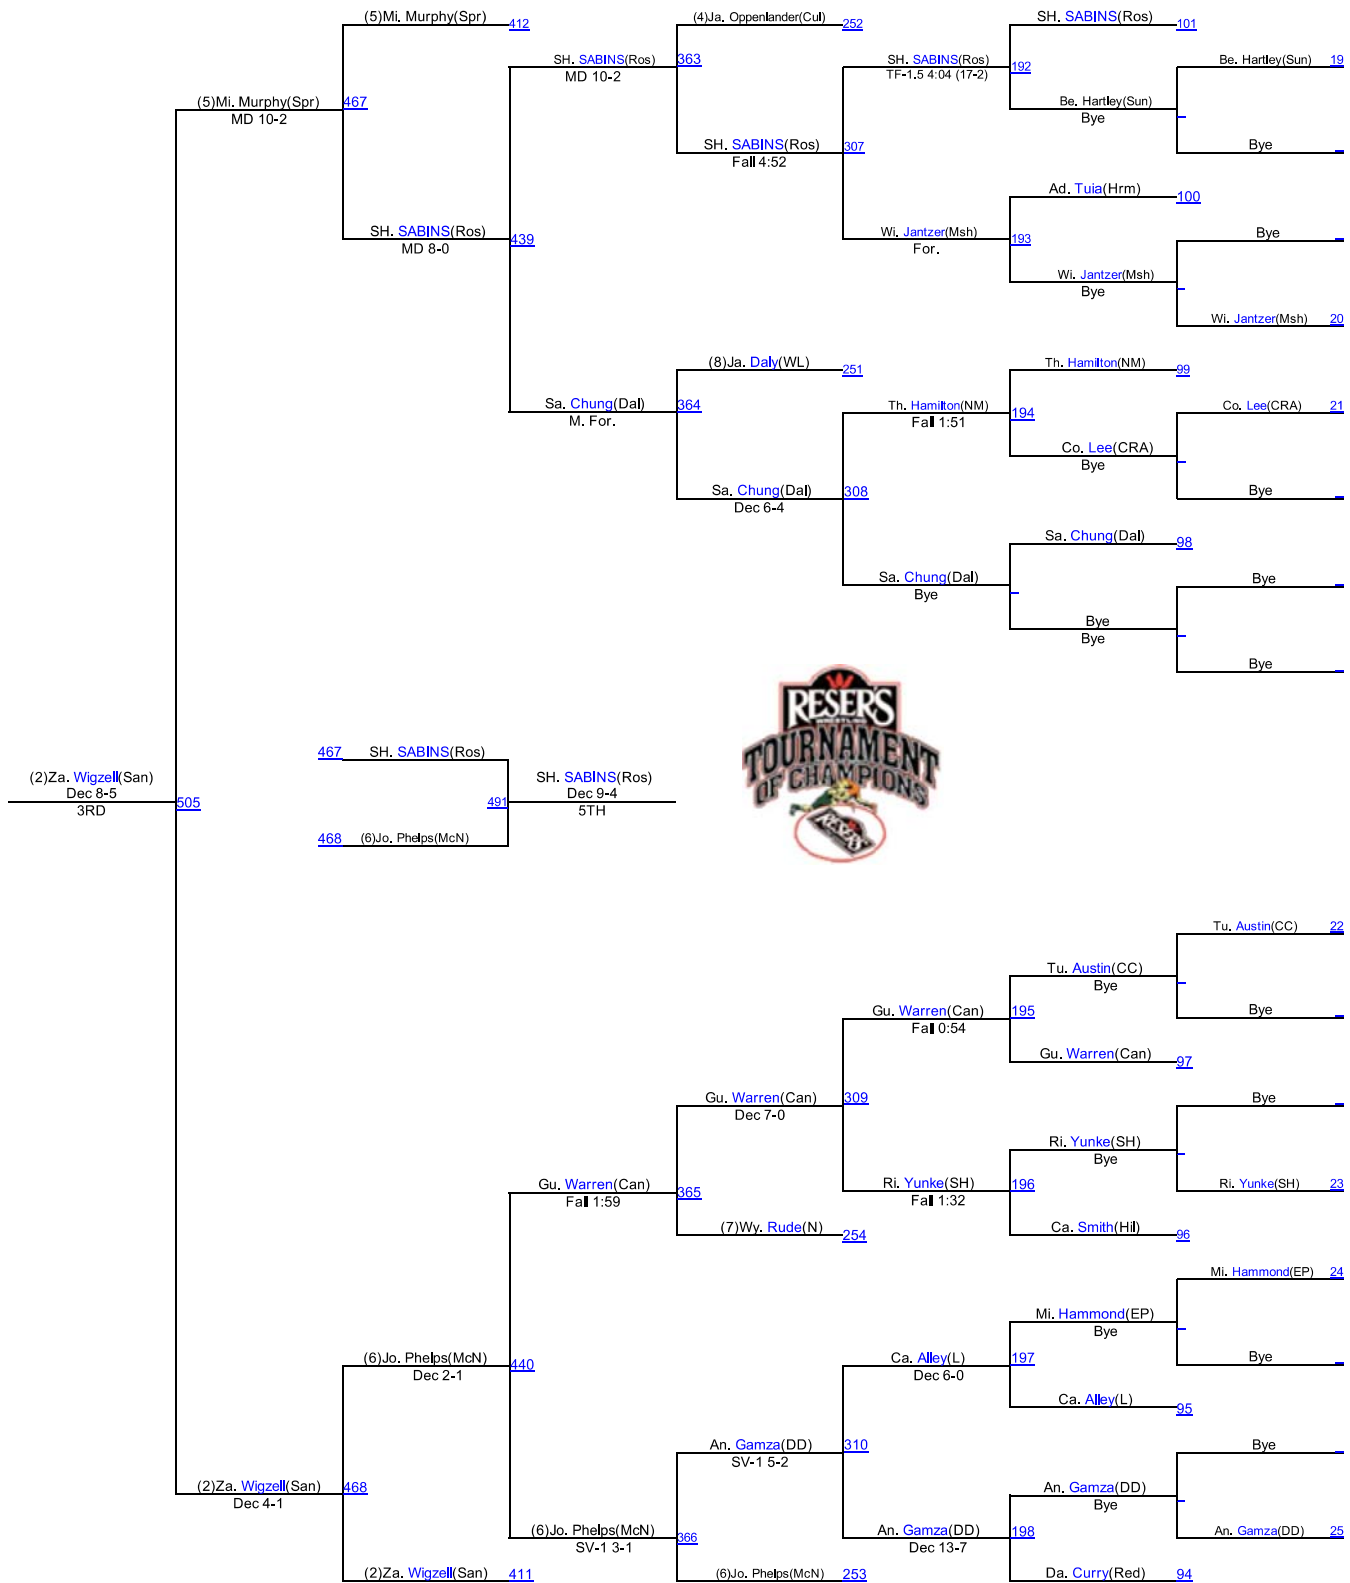 (5)Mi. Murphy(Spr) 412
(4)Ja. Oppenlander(Cul) 252
SH. SABINS(Ros) 101
SH. SABINS(Ros) 363
MD 10-2
SH. SABINS(Ros) 192
TF-1.5 4:04 (17-2)
Be. Hartley(Sun) 19
(5)Mi. Murphy(Spr) 467
MD 10-2
Be. Hartley(Sun)
Bye
SH. SABINS(Ros) 307
Fall 4:52
Bye
Ad. Tuia(Hrm) 100
SH. SABINS(Ros) 439
MD 8-0
Wi. Jantzer(Msh) 193
For.
Bye
Wi. Jantzer(Msh)
Bye
Wi. Jantzer(Msh) 20
(8)Ja. Daly(WL) 251
Th. Hamilton(NM) 99
Sa. Chung(Dal) 364
M. For.
Th. Hamilton(NM) 194
Fall 1:51
Co. Lee(CRA) 21
Co. Lee(CRA)
Bye
Sa. Chung(Dal) 308
Dec 6-4
Bye
Sa. Chung(Dal) 98
Sa. Chung(Dal)
Bye
Bye
Bye
Bye
Bye
RESER'S
WRESTLING
TOURNAMENT
OF CHAMPIONS
RESER'S
467 SH. SABINS(Ros)
(2)Za. Wigzell(San)
Dec 8-5
3RD
505
491
SH. SABINS(Ros)
Dec 9-4
5TH
468 (6)Jo. Phelps(McN)
Tu. Austin(CC) 22
Tu. Austin(CC)
Bye
Gu. Warren(Can) 195
Fall 0:54
Bye
Gu. Warren(Can) 97
Gu. Warren(Can) 309
Dec 7-0
Bye
Ri. Yunke(SH)
Bye
Gu. Warren(Can) 365
Fall 1:59
Ri. Yunke(SH) 196
Fall 1:32
Ri. Yunke(SH) 23
(7)Wy. Rude(N) 254
Ca. Smith(Hil) 96
Mi. Hammond(EP) 24
Mi. Hammond(EP)
Bye
(6)Jo. Phelps(McN) 440
Dec 2-1
Ca. Alley(L) 197
Dec 6-0
Bye
Ca. Alley(L) 95
An. Gamza(DD) 310
SV-1 5-2
Bye
(2)Za. Wigzell(San) 468
Dec 4-1
An. Gamza(DD)
Bye
(6)Jo. Phelps(McN) 366
SV-1 3-1
An. Gamza(DD) 198
Dec 13-7
An. Gamza(DD) 25
(2)Za. Wigzell(San) 411
(6)Jo. Phelps(McN) 253
Da. Curry(Red) 94